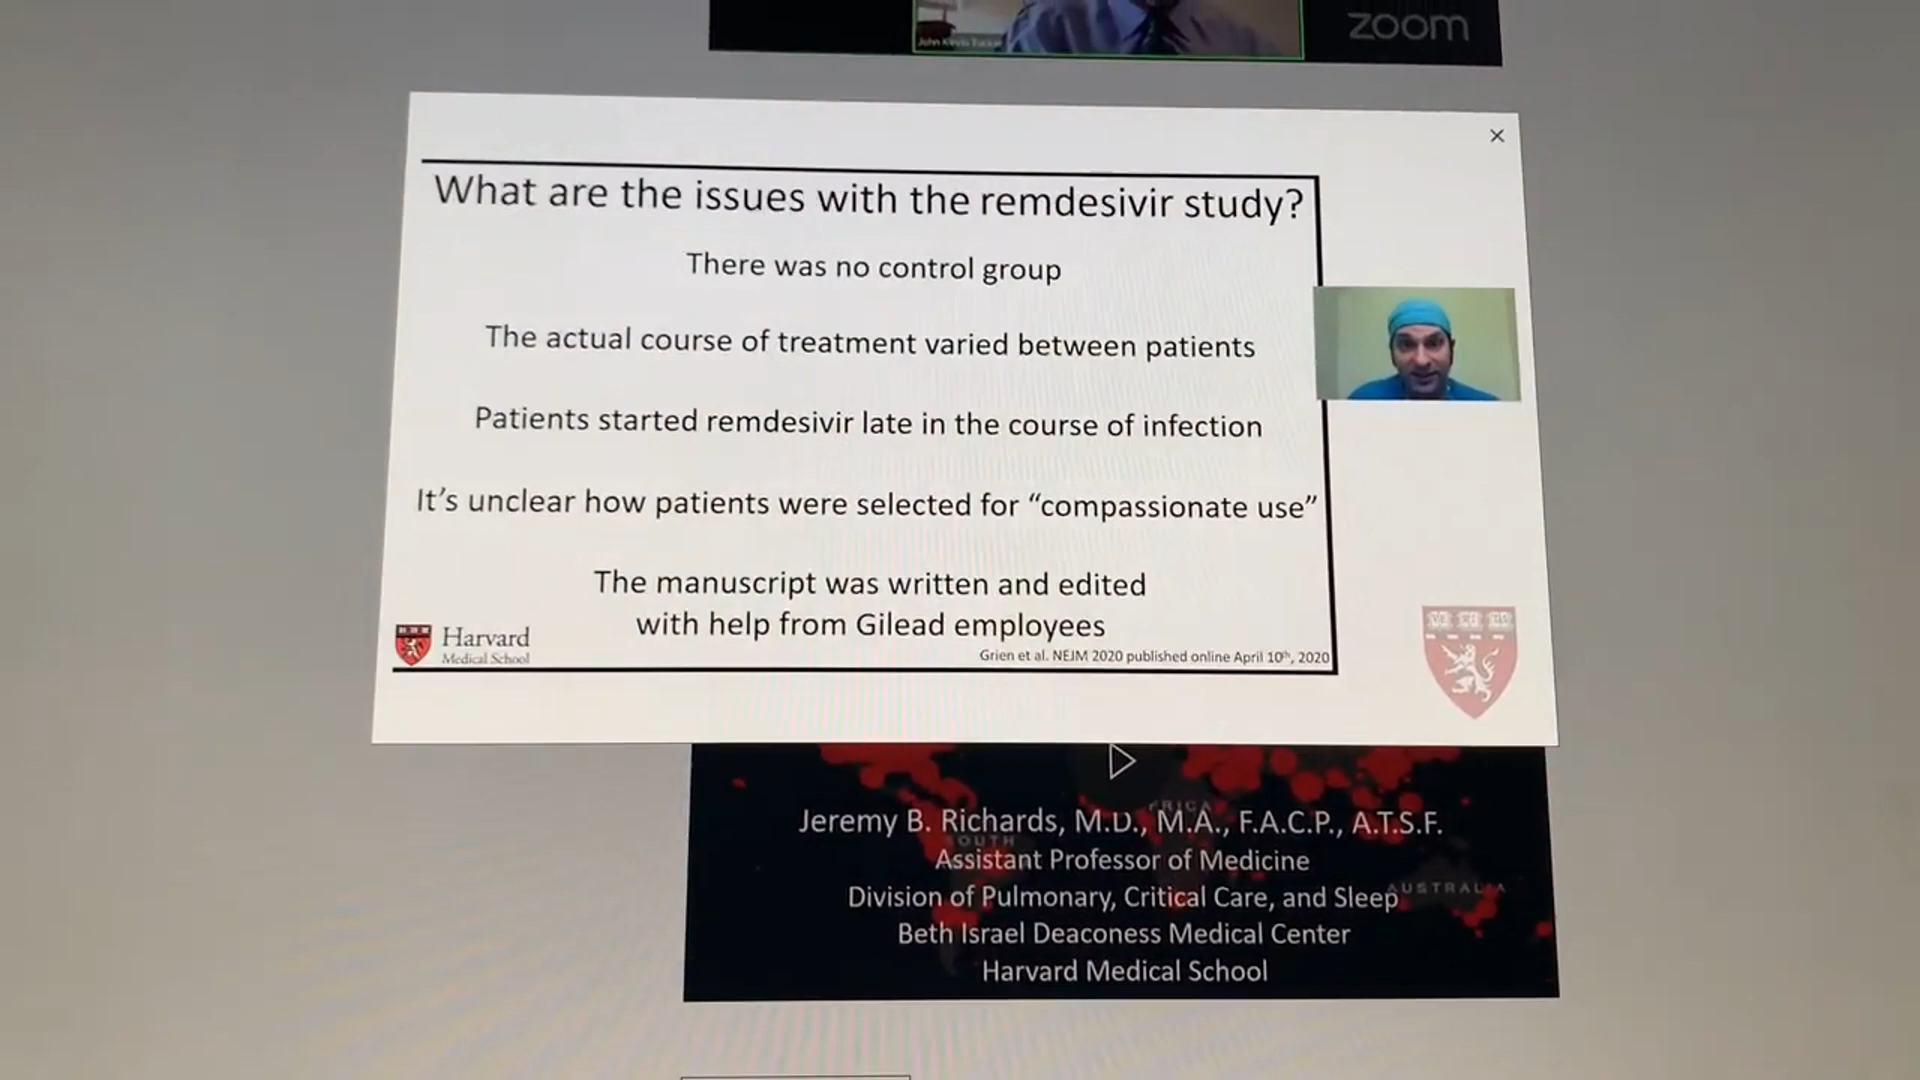 zoom
What are the issues with the remdesivir study?
There was no control group
The actual course of treatment varied between patients
Patients started remdesivir late in the course of infection
It's unclear how patients were selected for “compassionate use”
The manuscript was written and edited
with help from Gilead employees
Harvard
Medical School
Grien et al. NEJM 2020 published online April 10th, 2020
Jeremy B. Richards, M.D., M.A., F.A.C.P., A.T.S.F.
Assistant Professor of Medicine
Division of Pulmonary, Critical Care, and Sleep
AUSTRALIA
Beth Israel Deaconess Medical Center
Harvard Medical School